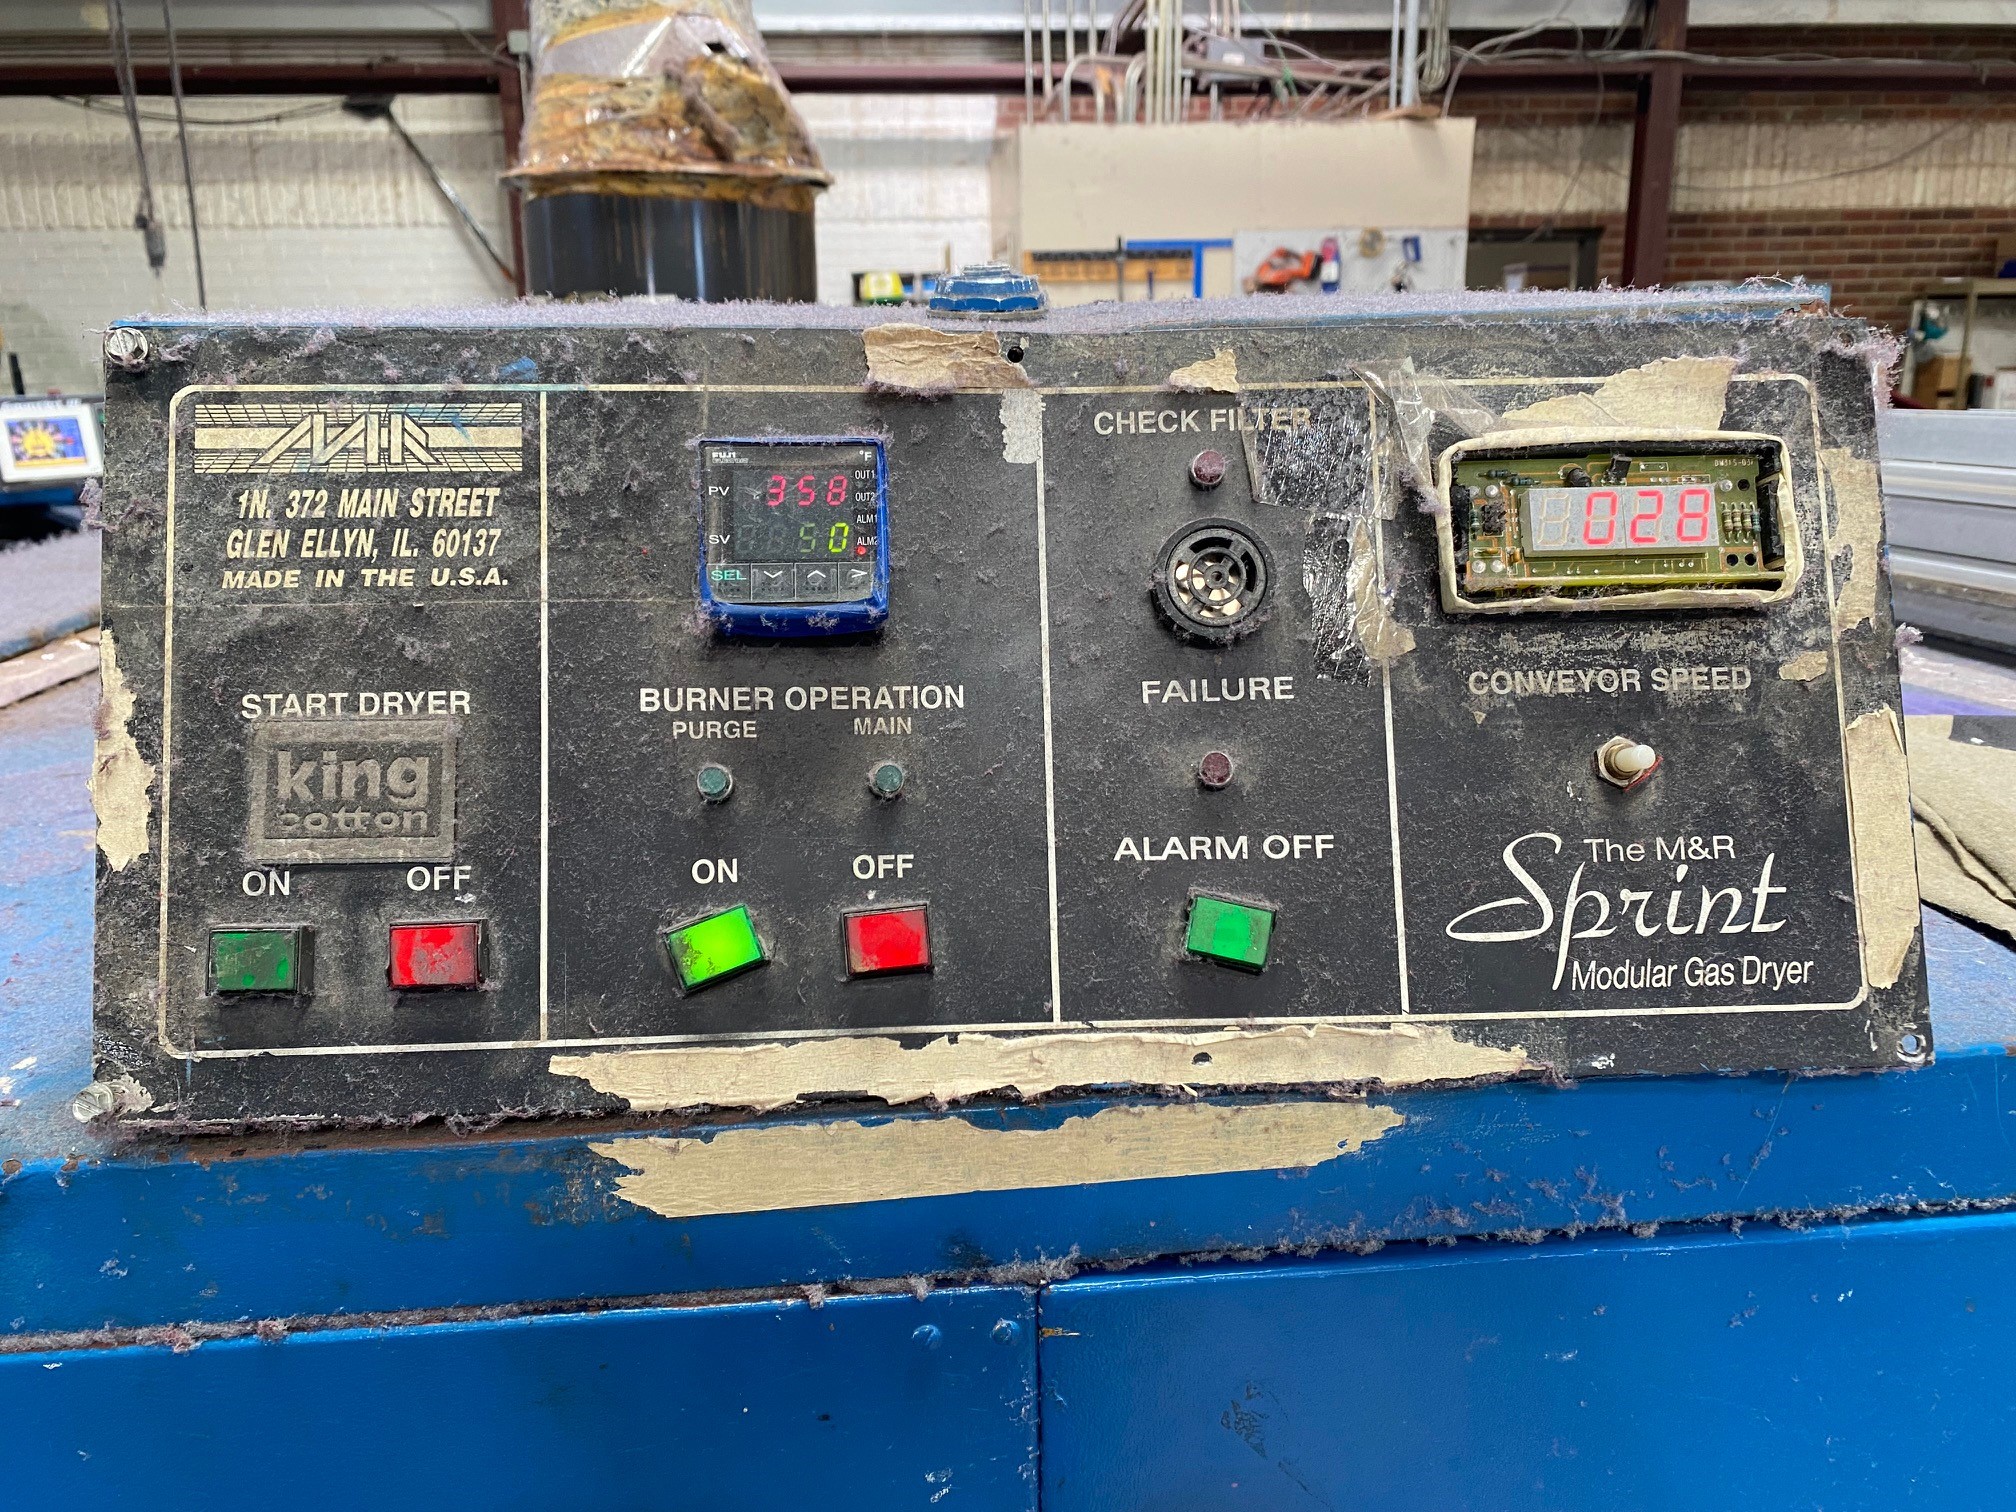 M&R
1N. 372 MAIN STREET
GLEN ELLYN, IL. 60137
MADE IN THE U.S.A.
START DRYER
king
cotton
ON OFF
FUJI
°F
PV 358
OUT1
OUT2
ALM1
SV 50
ALM2
SEL
BURNER OPERATION
PURGE MAIN
ON OFF
CHECK FILTER
FAILURE
ALARM OFF
028
CONVEYOR SPEED
The M&R
Sprint
Modular Gas Dryer